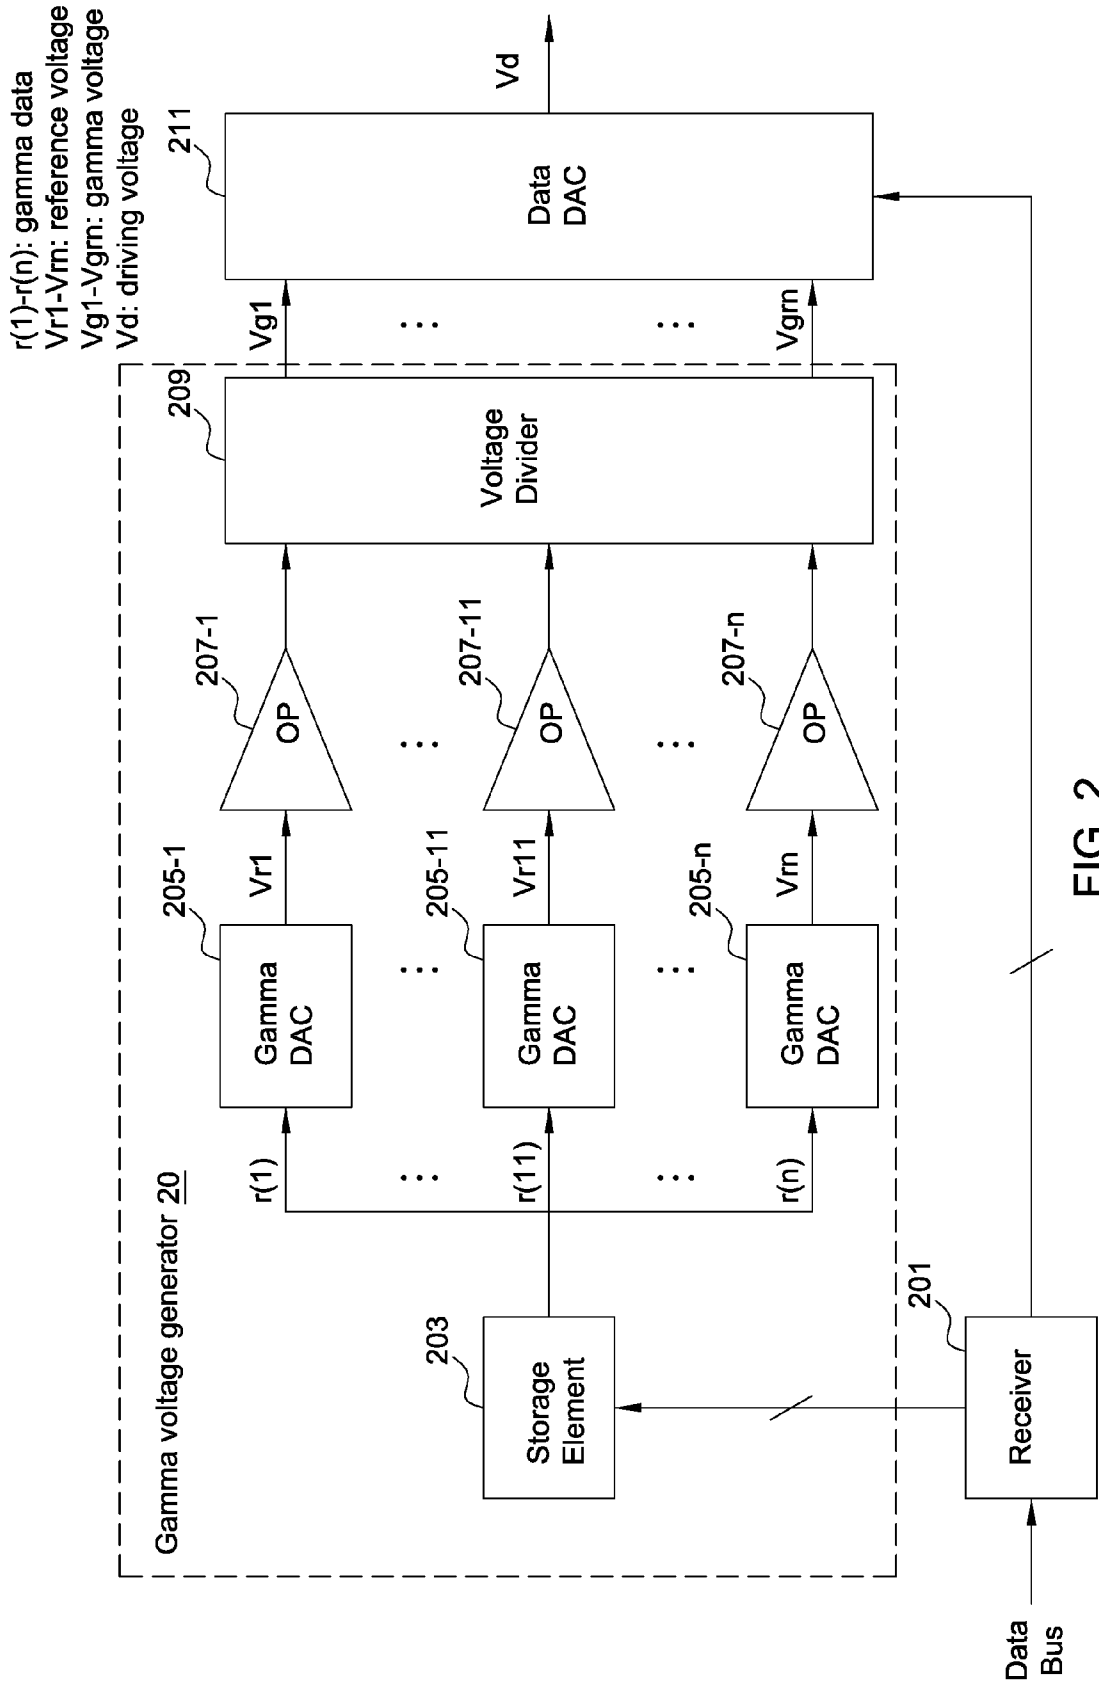 r(1)-r(n): gamma data
Vr1-Vrn: reference voltage
Vg1-Vgrn: gamma voltage
Vd: driving voltage
Gamma voltage generator 20
205-1
207-1
209
211
r(1)
Gamma
DAC
Vr1
OP
Vg1
...
...
...
...
203
205-11
207-11
Storage
Element
r(11)
Gamma
DAC
Vr11
OP
Voltage
Divider
Data
DAC
Vd
...
...
...
...
205-n
207-n
r(n)
Gamma
DAC
Vrn
OP
Vgrn
201
Data
Bus
Receiver
FIG. 2